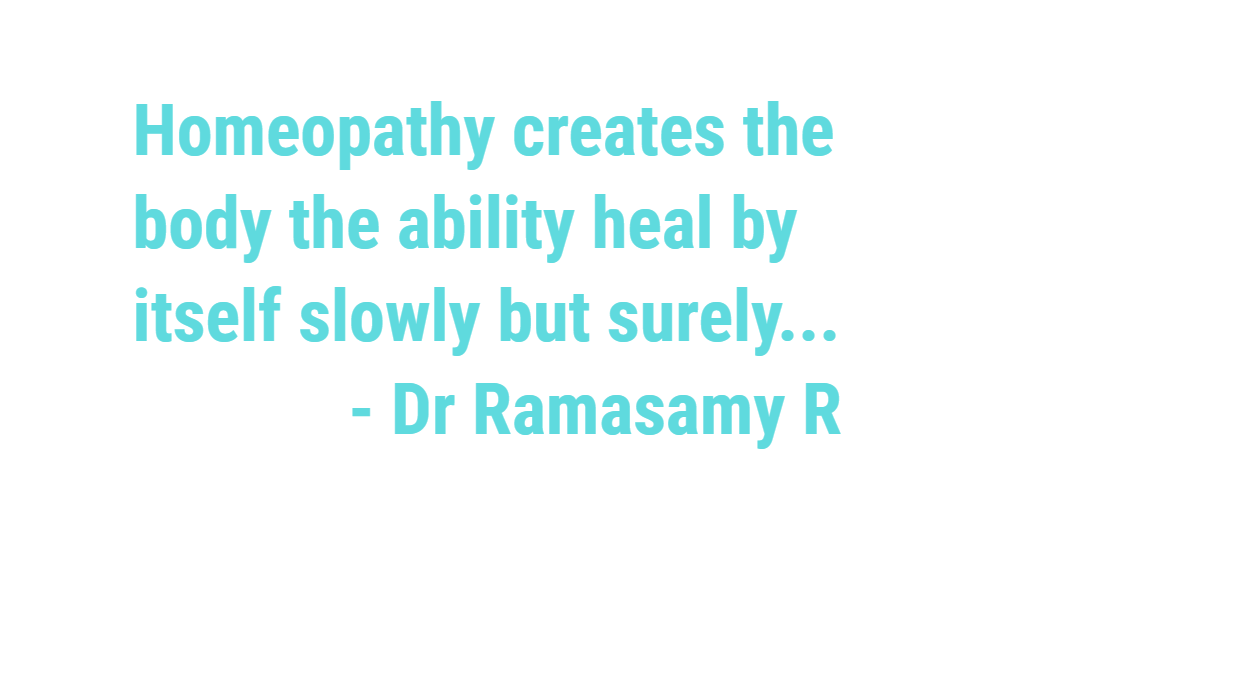 Homeopathy creates the
body the ability heal by
itself slowly but surely...
- Dr Ramasamy R